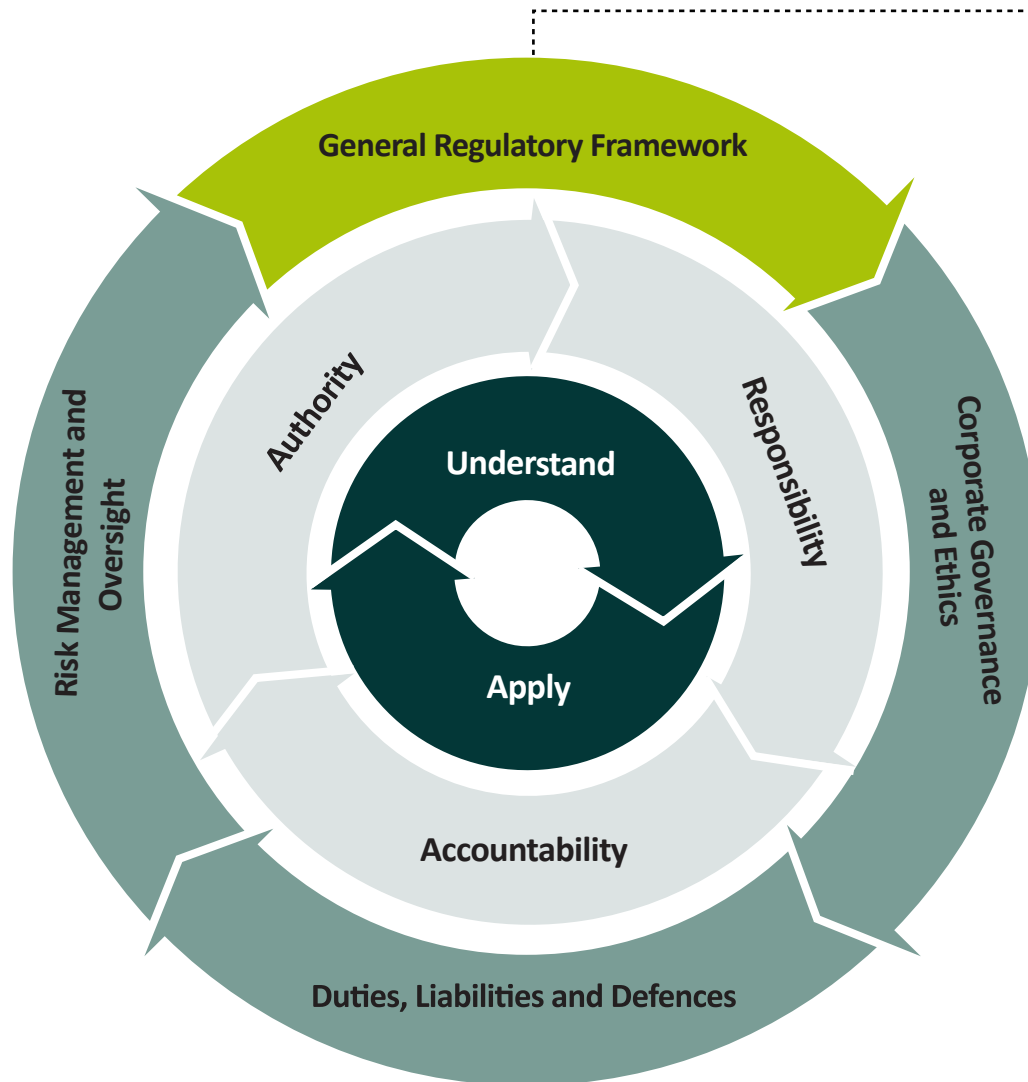 General Regulatory Framework
Authority
Responsibility
Understand
Risk Management and
Oversight
Corporate Governance
and Ethics
Apply
Accountability
Duties, Liabilities and Defences